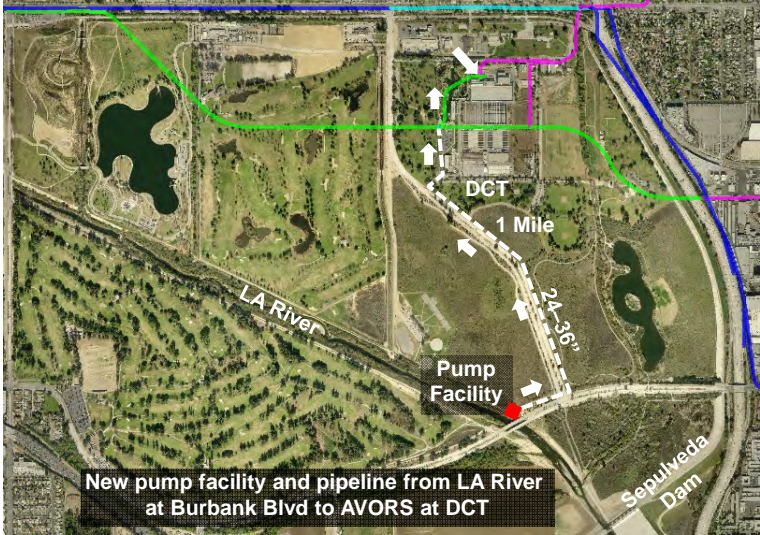 DCT
1 Mile
LA River
24–36”
Pump
Facility
Sepulveda
Dam
New pump facility and pipeline from LA River
at Burbank Blvd to AVORS at DCT